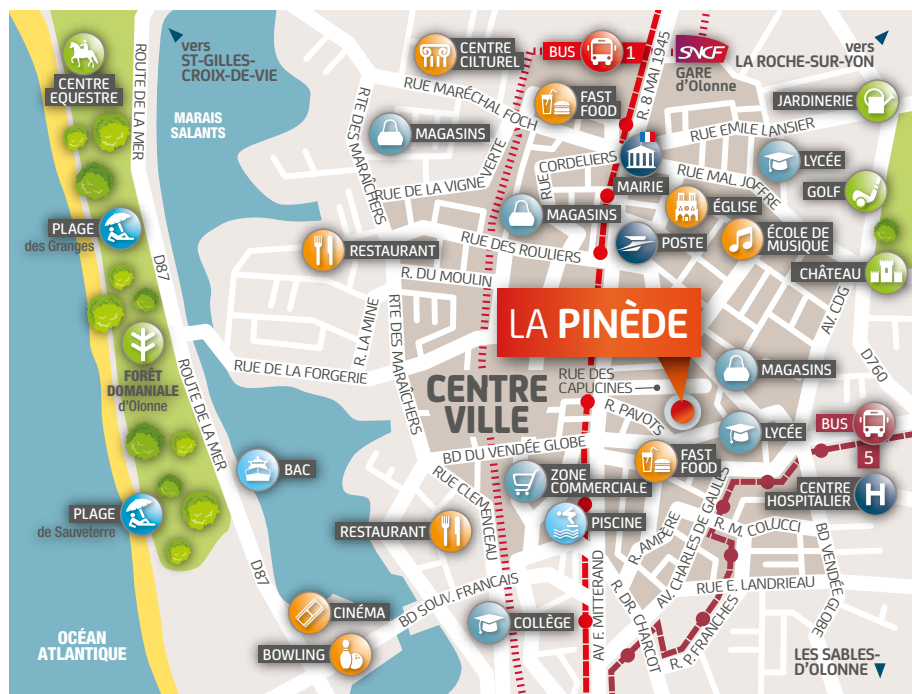 vers
ST-GILLES-
CROIX-DE-VIE
CENTRE
CILTUREL
BUS
1
R. 8 MAI 1945
SNCF
GARE
d'Olonne
vers
LA ROCHE-SUR-YON
CENTRE
EQUESTRE
ROUTE DE LA MER
MARAIS
SALANTS
RTE DES MARAÎCHERS
RUE MARÉCHAL FOCH
MAGASINS
FAST
FOOD
JARDINERIE
RUE EMILE LANSIER
RUE CORDELIERS
MAIRIE
RUE MAL. JOFFRE
LYCÉE
GOLF
RUE DE LA VIGNE VERTE
MAGASINS
ÉGLISE
PLAGE
des Granges
D87
RESTAURANT
RUE DES ROULIERS
POSTE
ÉCOLE DE
MUSIQUE
R. DU MOULIN
CHÂTEAU
AV. CDG
D760
LA PINÈDE
R. LA MINE
RTE DES MARAÎCHERS
RUE DE LA FORGERIE
FORÊT
DOMANIALE
d'Olonne
ROUTE DE LA MER
CENTRE
VILLE
RUE DES
CAPUCINES
MAGASINS
R. PAVOTS
LYCÉE
BUS
5
BD DU VENDÉE GLOBE
BAC
RUE CLEMENCEAU
ZONE
COMMERCIALE
FAST
FOOD
CENTRE
HOSPITALIER
H
PLAGE
de Sauveterre
RESTAURANT
PISCINE
R. AMPÈRE
AV. CHARLES DE GAULES
R. M. COLUCCI
BD VENDÉE GLOBE
D87
CINÉMA
BD SOUV. FRANCAIS
RUE E. LANDRIEAU
BOWLING
COLLÈGE
AV F. MITTERAND
R. DR. CHARCOT
R. P. FRANCHES
OCÉAN
ATLANTIQUE
LES SABLES-
D'OLONNE